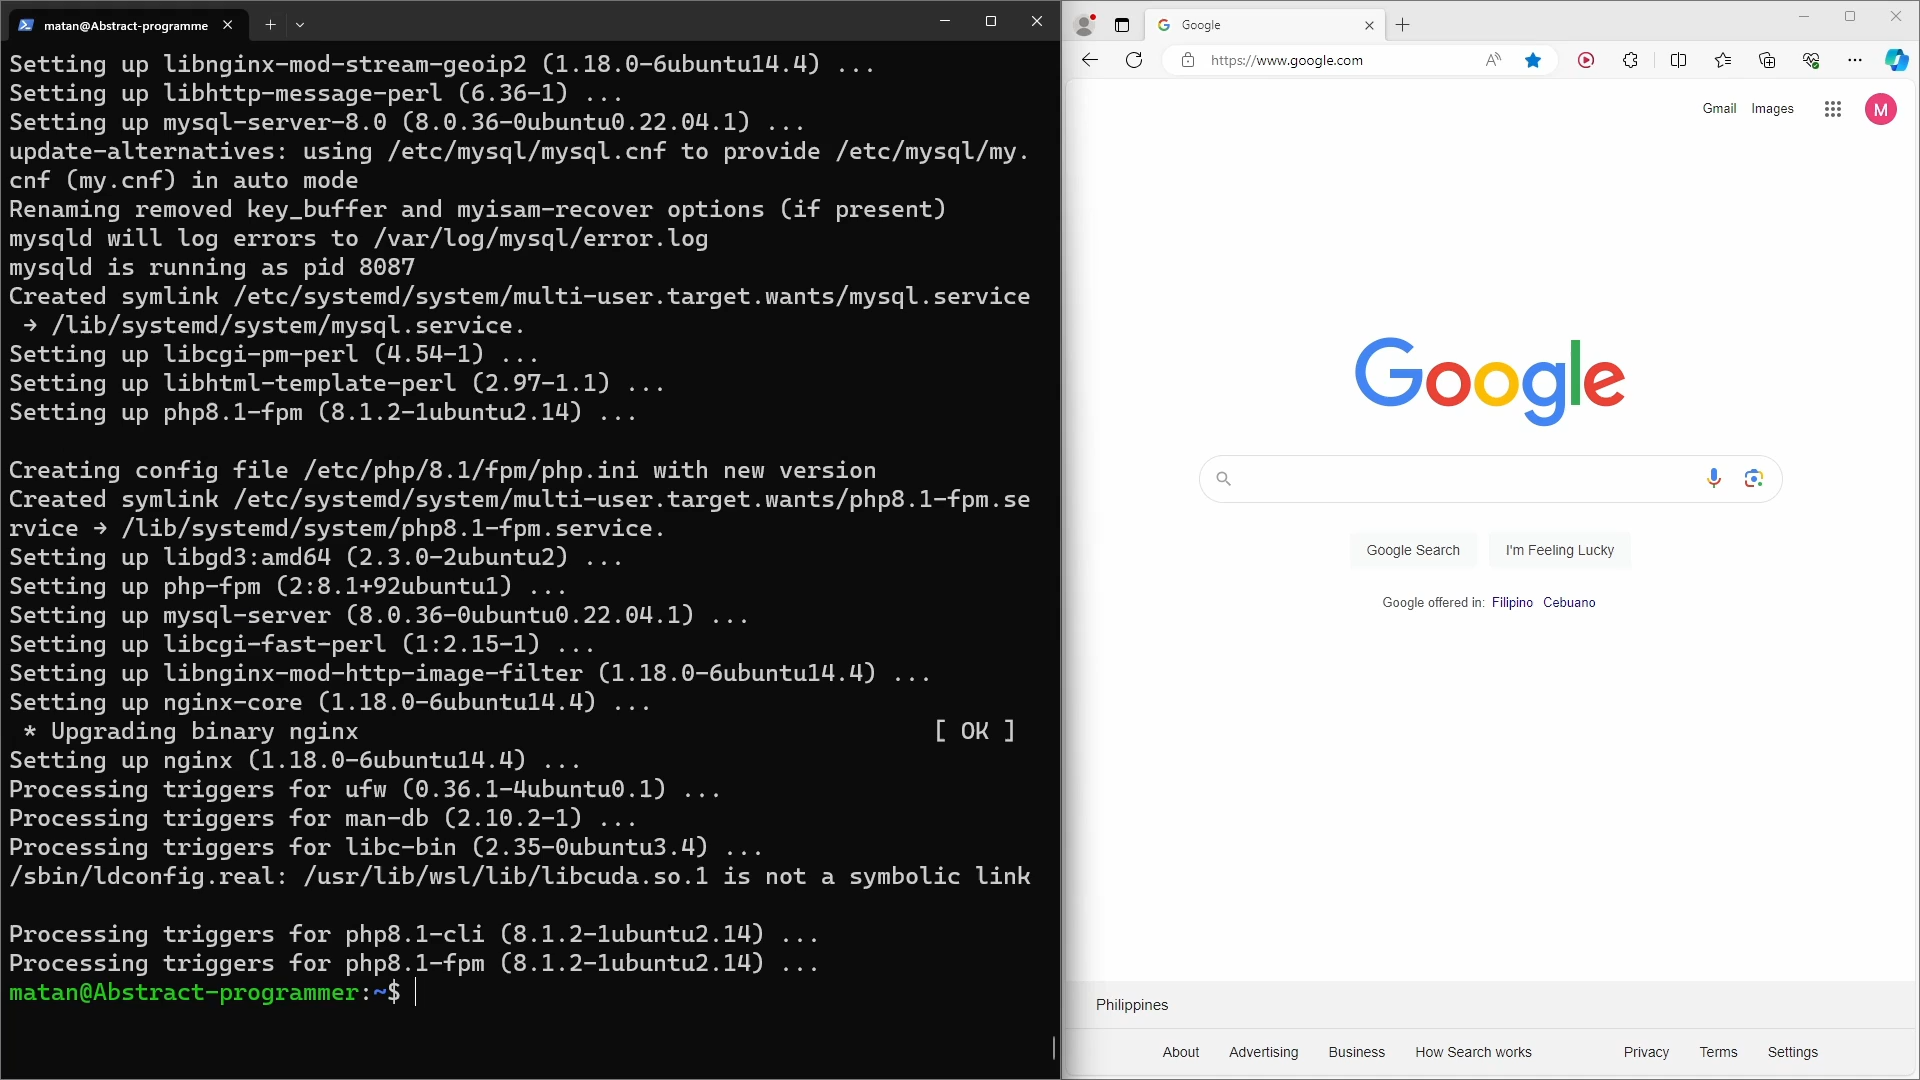 matan@Abstract-programme
Setting up libnginx-mod-stream-geoip2 (1.18.0-6ubuntu14.4) ...
Setting up libhttp-message-perl (6.36-1) ...
Setting up mysql-server-8.0 (8.0.36-0ubuntu0.22.04.1) ...
update-alternatives: using /etc/mysql/mysql.cnf to provide /etc/mysql/my.
cnf (my.cnf) in auto mode
Renaming removed key_buffer and myisam-recover options (if present)
mysqld will log errors to /var/log/mysql/error.log
mysqld is running as pid 8087
Created symlink /etc/systemd/system/multi-user.target.wants/mysql.service
→ /lib/systemd/system/mysql.service.
Setting up libcgi-pm-perl (4.54-1) ...
Setting up libhtml-template-perl (2.97-1.1) ...
Setting up php8.1-fpm (8.1.2-1ubuntu2.14) ...
Creating config file /etc/php/8.1/fpm/php.ini with new version
Created symlink /etc/systemd/system/multi-user.target.wants/php8.1-fpm.se
rvice → /lib/systemd/system/php8.1-fpm.service.
Setting up libgd3:amd64 (2.3.0-2ubuntu2) ...
Setting up php-fpm (2:8.1+92ubuntu1) ...
Setting up mysql-server (8.0.36-0ubuntu0.22.04.1) ...
Setting up libcgi-fast-perl (1:2.15-1) ...
Setting up libnginx-mod-http-image-filter (1.18.0-6ubuntu14.4) ...
Setting up nginx-core (1.18.0-6ubuntu14.4) ...
* Upgrading binary nginx [ OK ]
Setting up nginx (1.18.0-6ubuntu14.4) ...
Processing triggers for ufw (0.36.1-4ubuntu0.1) ...
Processing triggers for man-db (2.10.2-1) ...
Processing triggers for libc-bin (2.35-0ubuntu3.4) ...
/sbin/ldconfig.real: /usr/lib/wsl/lib/libcuda.so.1 is not a symbolic link
Processing triggers for php8.1-cli (8.1.2-1ubuntu2.14) ...
Processing triggers for php8.1-fpm (8.1.2-1ubuntu2.14) ...
matan@Abstract-programmer:~$
Google
https://www.google.com
Gmail Images
M
Google
Google Search I'm Feeling Lucky
Google offered in: Filipino Cebuano
Philippines
About Advertising Business How Search works Privacy Terms Settings